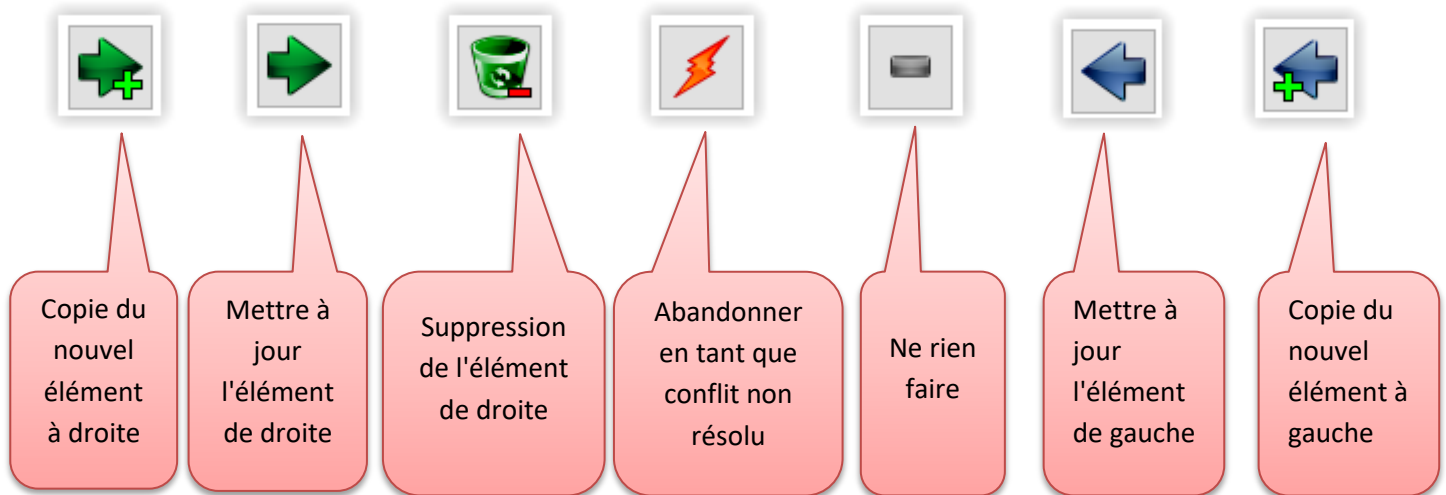 Copie du
nouvel
élément
à droite
Mettre à
jour
l'élément
de droite
Suppression
de l'élément
de droite
Abandonner
en tant que
conflit non
résolu
Ne rien
faire
Mettre à
jour
l'élément
de gauche
Copie du
nouvel
élément à
gauche